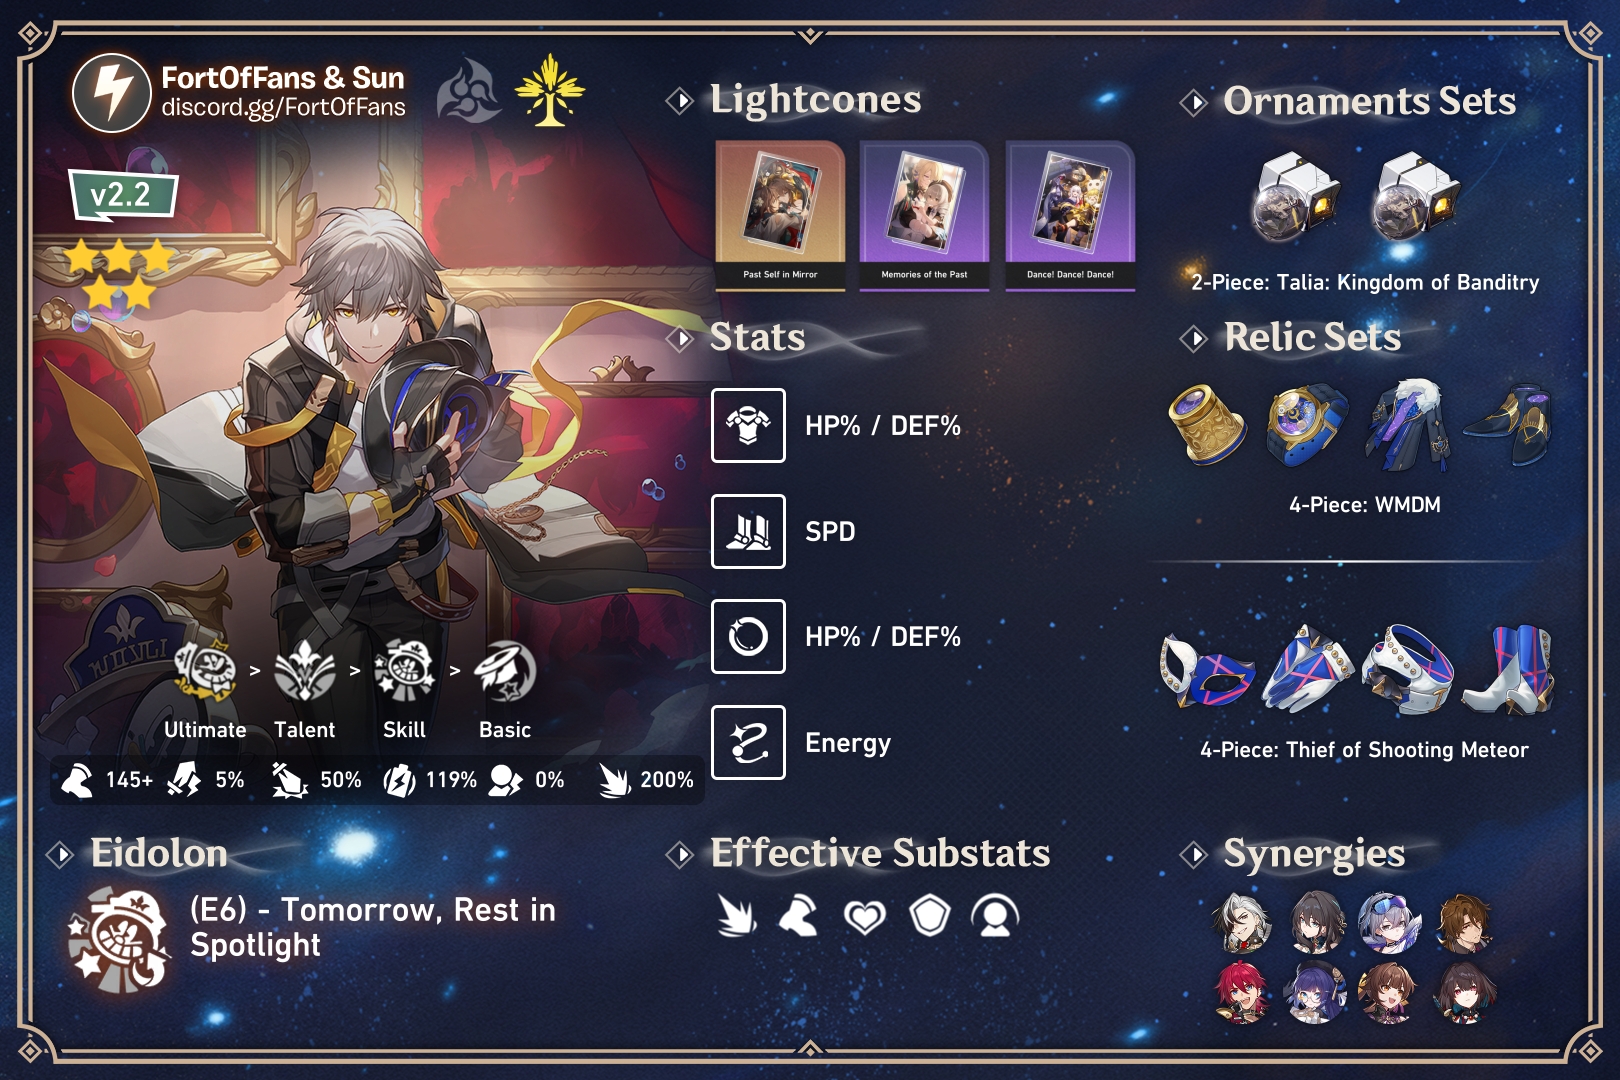 FortOfFans & Sun
discord.gg/FortOfFans
v2.2
Ultimate > Talent > Skill > Basic
145+ 5% 50% 119% 0% 200%
Eidolon
(E6) - Tomorrow, Rest in
Spotlight
Lightcones
Past Self in Mirror
Memories of the Past
Dance! Dance! Dance!
Stats
HP% / DEF%
SPD
HP% / DEF%
Energy
Effective Substats
Ornaments Sets
2-Piece: Talia: Kingdom of Banditry
Relic Sets
4-Piece: WMDM
4-Piece: Thief of Shooting Meteor
Synergies